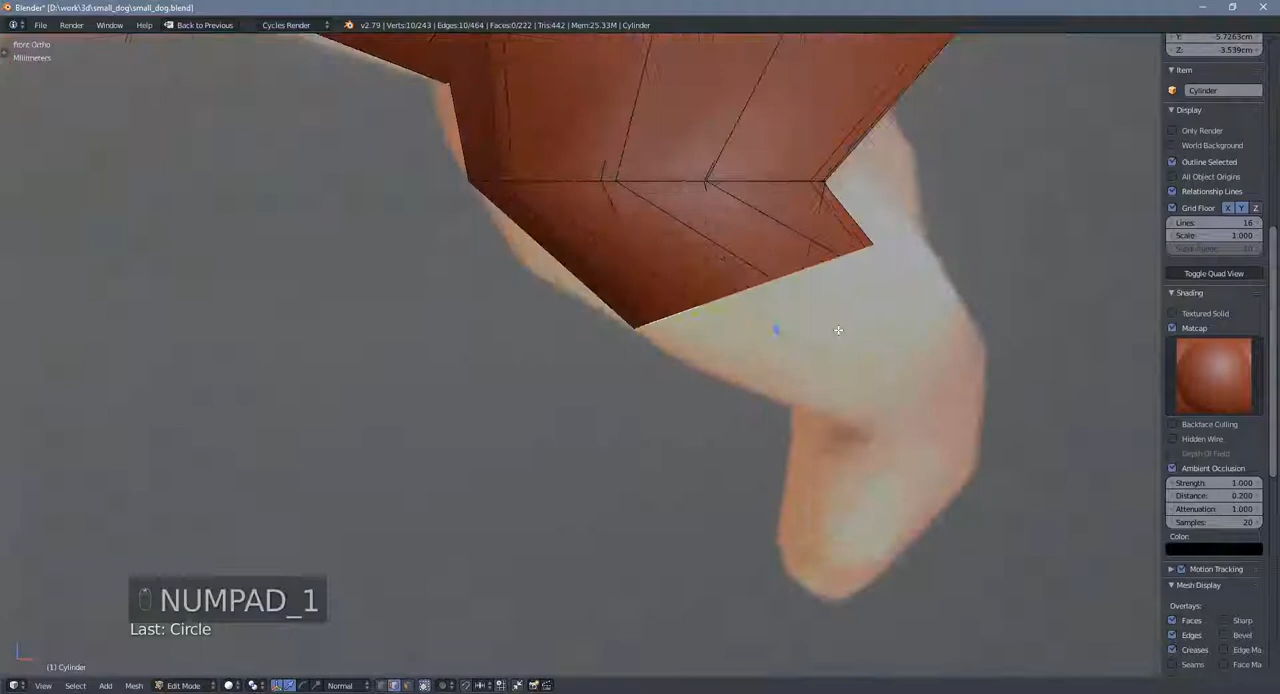 Blender* [D:\work\3d\small_dog\small_dog.blend]
File Render Window Help Back to Previous Cycles Render v2.79 | Verts:10/243 | Edges:10/464 | Faces:0/222 | Tris:442 | Mem:25.33M | Cylinder
Front Ortho
Millimeters
Y: -5.7263cm
Z: -3.539cm
Item
Cylinder
Display
Only Render
World Background
Outline Selected
All Object Origins
Relationship Lines
Grid Floor X Y Z
Lines: 16
Scale: 1.000
Toggle Quad View
Shading
Textured Solid
Matcap
Backface Culling
Hidden Wire
Depth Of Field
Ambient Occlusion
Strength: 1.000
Distance: 0.200
Attenuation: 1.000
Samples: 20
Color:
Motion Tracking
Mesh Display
Overlays:
Faces Sharp
Edges Bevel
Creases Edge Ma
Seams Face Ma
NUMPAD_1
Last: Circle
(1) Cylinder
View Select Add Mesh Edit Mode Normal